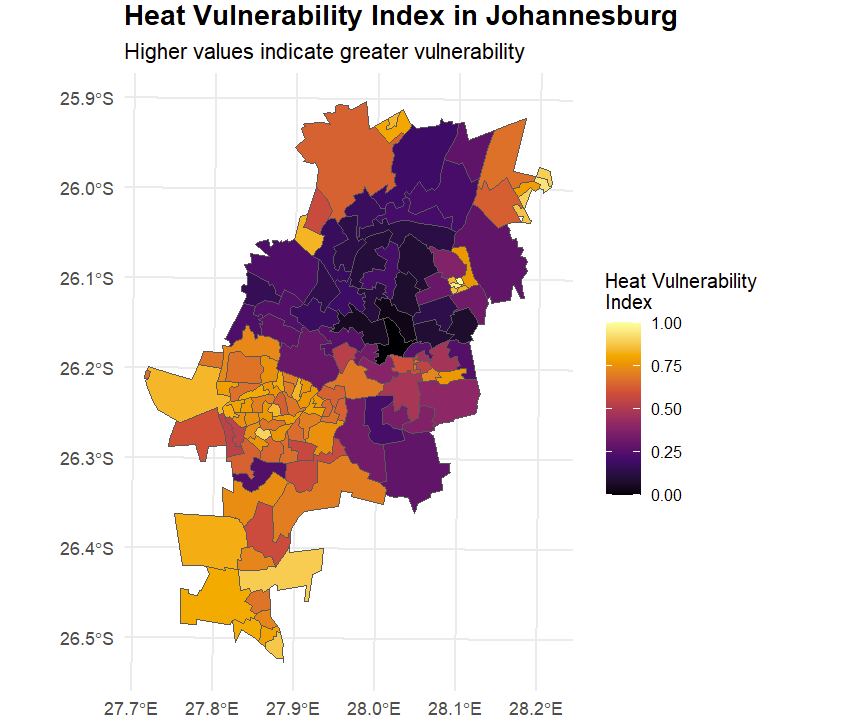 Heat Vulnerability Index in Johannesburg
Higher values indicate greater vulnerability
25.9°S
26.0°S
26.1°S
26.2°S
26.3°S
26.4°S
26.5°S
27.7°E
27.8°E
27.9°E
28.0°E
28.1°E
28.2°E
Heat Vulnerability
Index
1.00
0.75
0.50
0.25
0.00